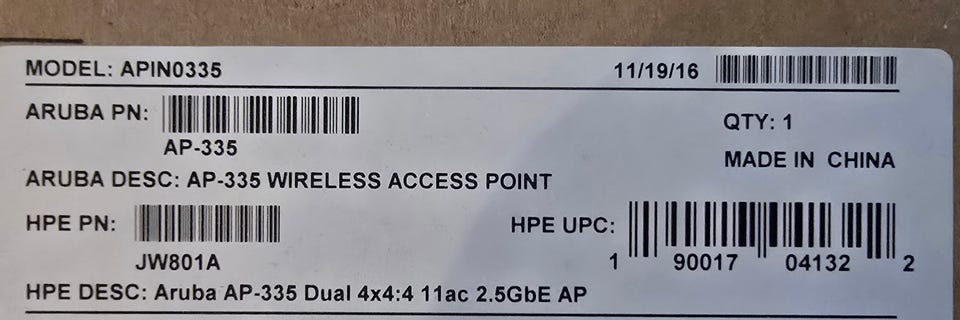 MODEL: APIN0335 11/19/16
ARUBA PN:
AP-335
QTY: 1
MADE IN CHINA
ARUBA DESC: AP-335 WIRELESS ACCESS POINT
HPE PN:
JW801A
HPE UPC:
1 90017 04132 2
HPE DESC: Aruba AP-335 Dual 4x4:4 11ac 2.5GbE AP